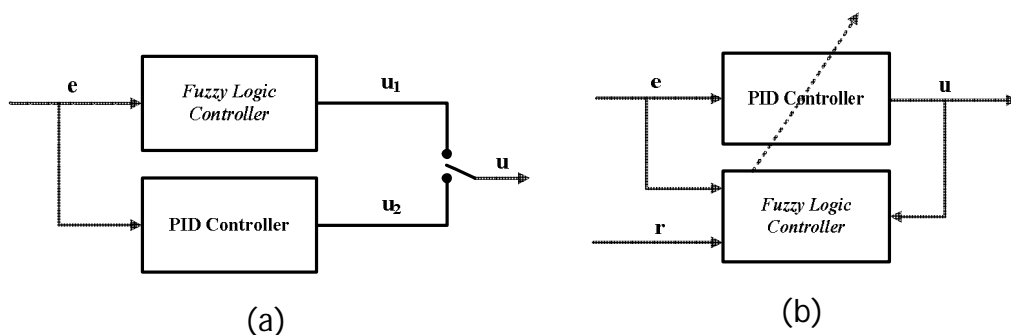 e
Fuzzy Logic
Controller
u1
u
PID Controller
u2
(a)
e
PID Controller
u
Fuzzy Logic
Controller
r
(b)